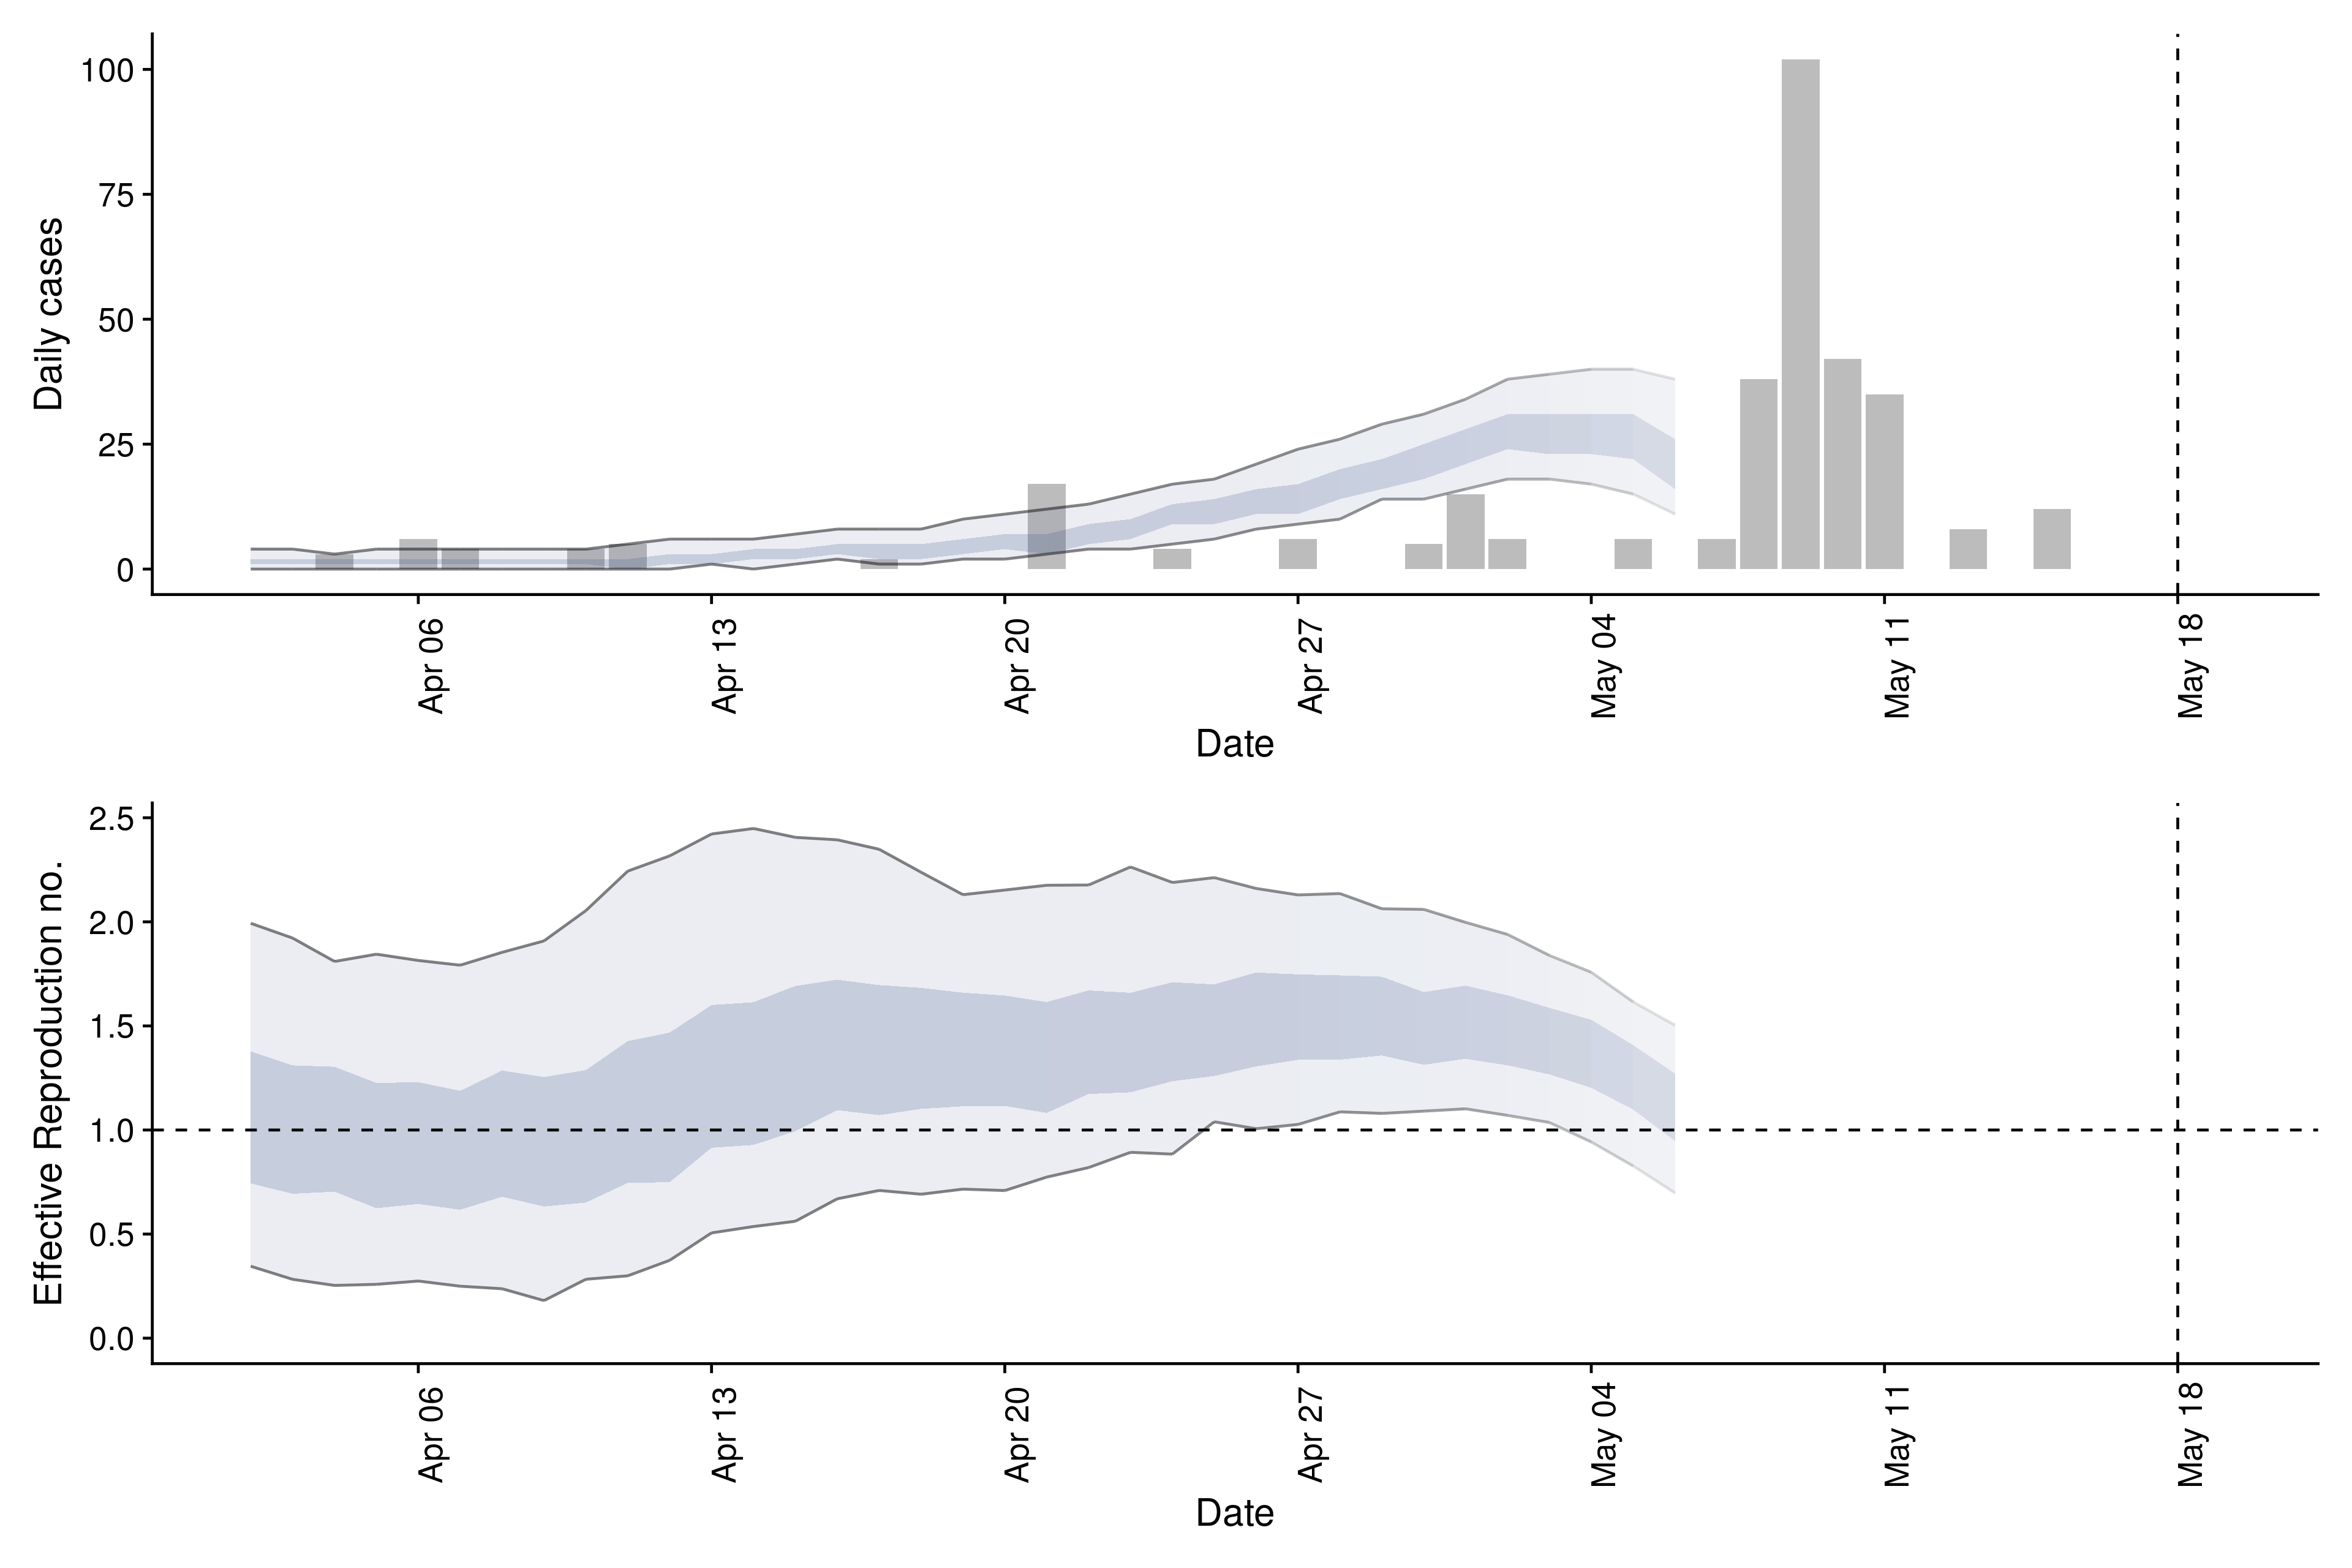 Daily cases
100
75
50
25
0
Apr 06
Apr 13
Apr 20
Apr 27
May 04
May 11
May 18
Date
Effective Reproduction no.
2.5
2.0
1.5
1.0
0.5
0.0
Apr 06
Apr 13
Apr 20
Apr 27
May 04
May 11
May 18
Date